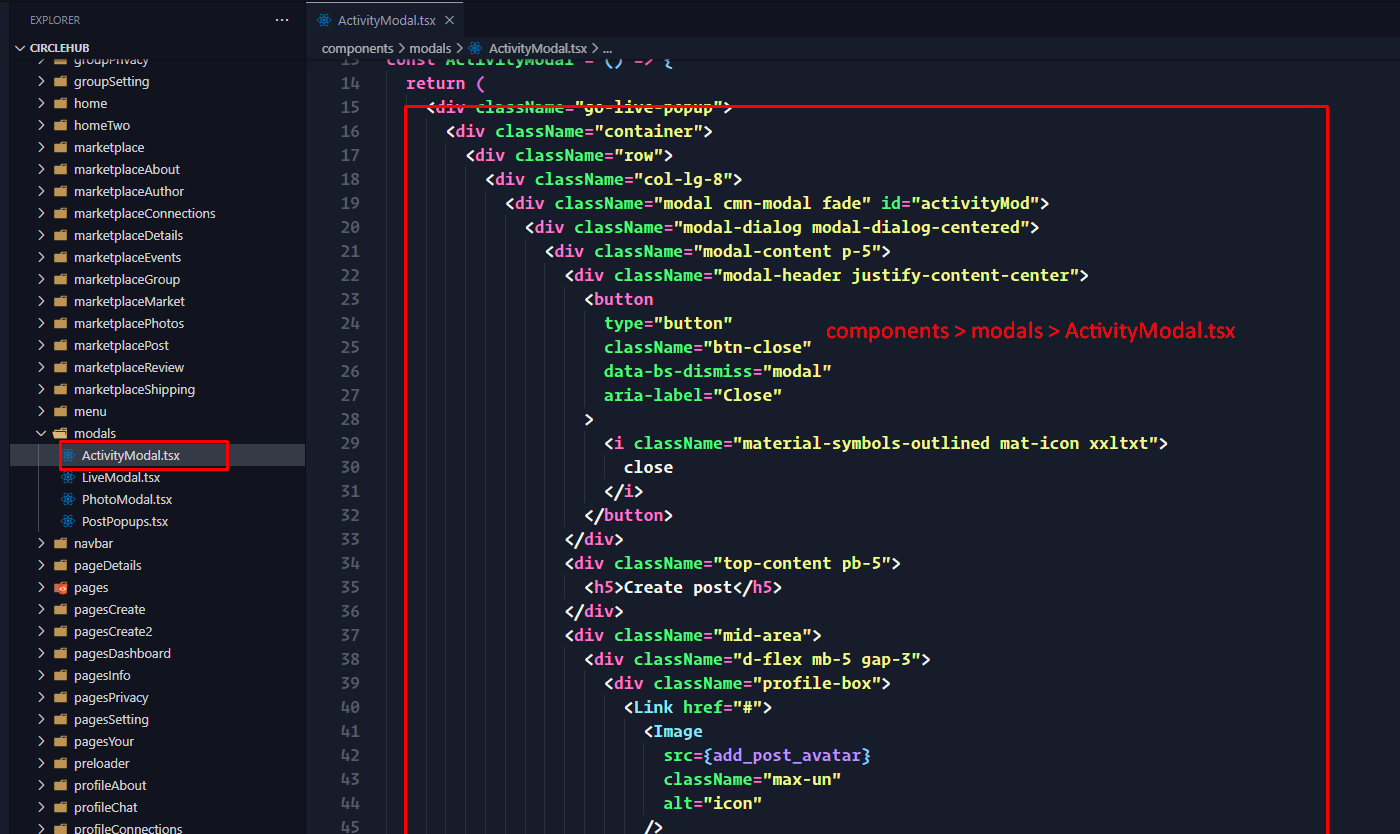 EXPLORER
CIRCLEHUB
groupPrivacy
groupSetting
home
homeTwo
marketplace
marketplaceAbout
marketplaceAuthor
marketplaceConnections
marketplaceDetails
marketplaceEvents
marketplaceGroup
marketplaceMarket
marketplacePhotos
marketplacePost
marketplaceReview
marketplaceShipping
menu
modals
ActivityModal.tsx
LiveModal.tsx
PhotoModal.tsx
PostPopups.tsx
navbar
pageDetails
pages
pagesCreate
pagesCreate2
pagesDashboard
pagesInfo
pagesPrivacy
pagesSetting
pagesYour
preloader
profileAbout
profileChat
profileConnections
ActivityModal.tsx
components > modals > ActivityModal.tsx > ...
13 const ActivityModal = () => {
14 return (
15 <div className="go-live-popup">
16 <div className="container">
17 <div className="row">
18 <div className="col-lg-8">
19 <div className="modal cmn-modal fade" id="activityMod">
20 <div className="modal-dialog modal-dialog-centered">
21 <div className="modal-content p-5">
22 <div className="modal-header justify-content-center">
23 <button
24 type="button"
25 className="btn-close"
26 data-bs-dismiss="modal"
27 aria-label="Close"
28 >
29 <i className="material-symbols-outlined mat-icon xxltxt">
30 close
31 </i>
32 </button>
33 </div>
34 <div className="top-content pb-5">
35 <h5>Create post</h5>
36 </div>
37 <div className="mid-area">
38 <div className="d-flex mb-5 gap-3">
39 <div className="profile-box">
40 <Link href="#">
41 <Image
42 src={add_post_avatar}
43 className="max-un"
44 alt="icon"
45 />
components > modals > ActivityModal.tsx